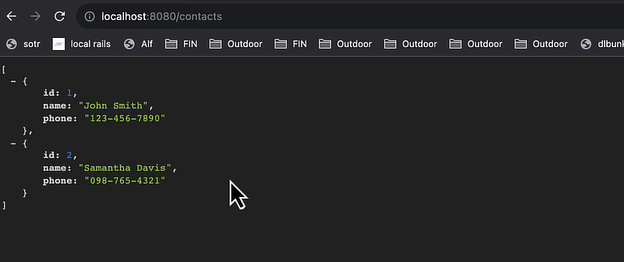 localhost:8080/contacts
sotr local rails Alf FIN Outdoor Outdoor FIN Outdoor Outdoor Outdoor Outdoor dlbunk
[
- {
id: 1,
name: "John Smith",
phone: "123-456-7890"
},
- {
id: 2,
name: "Samantha Davis",
phone: "098-765-4321"
}
]